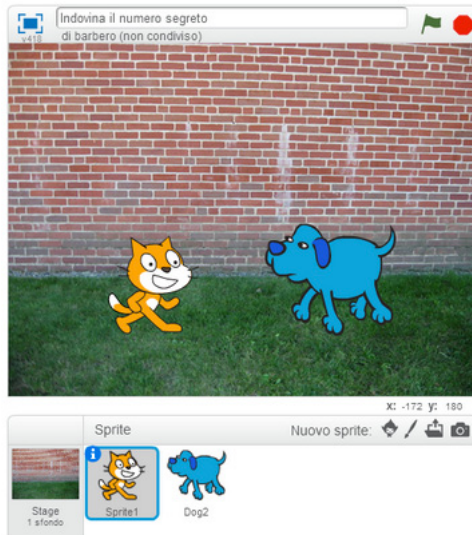 Indovina il numero segreto
v418
di barbero (non condiviso)
x: -172 y: 180
Sprite
Nuovo sprite:
Stage
1 sfondo
Sprite1
Dog2